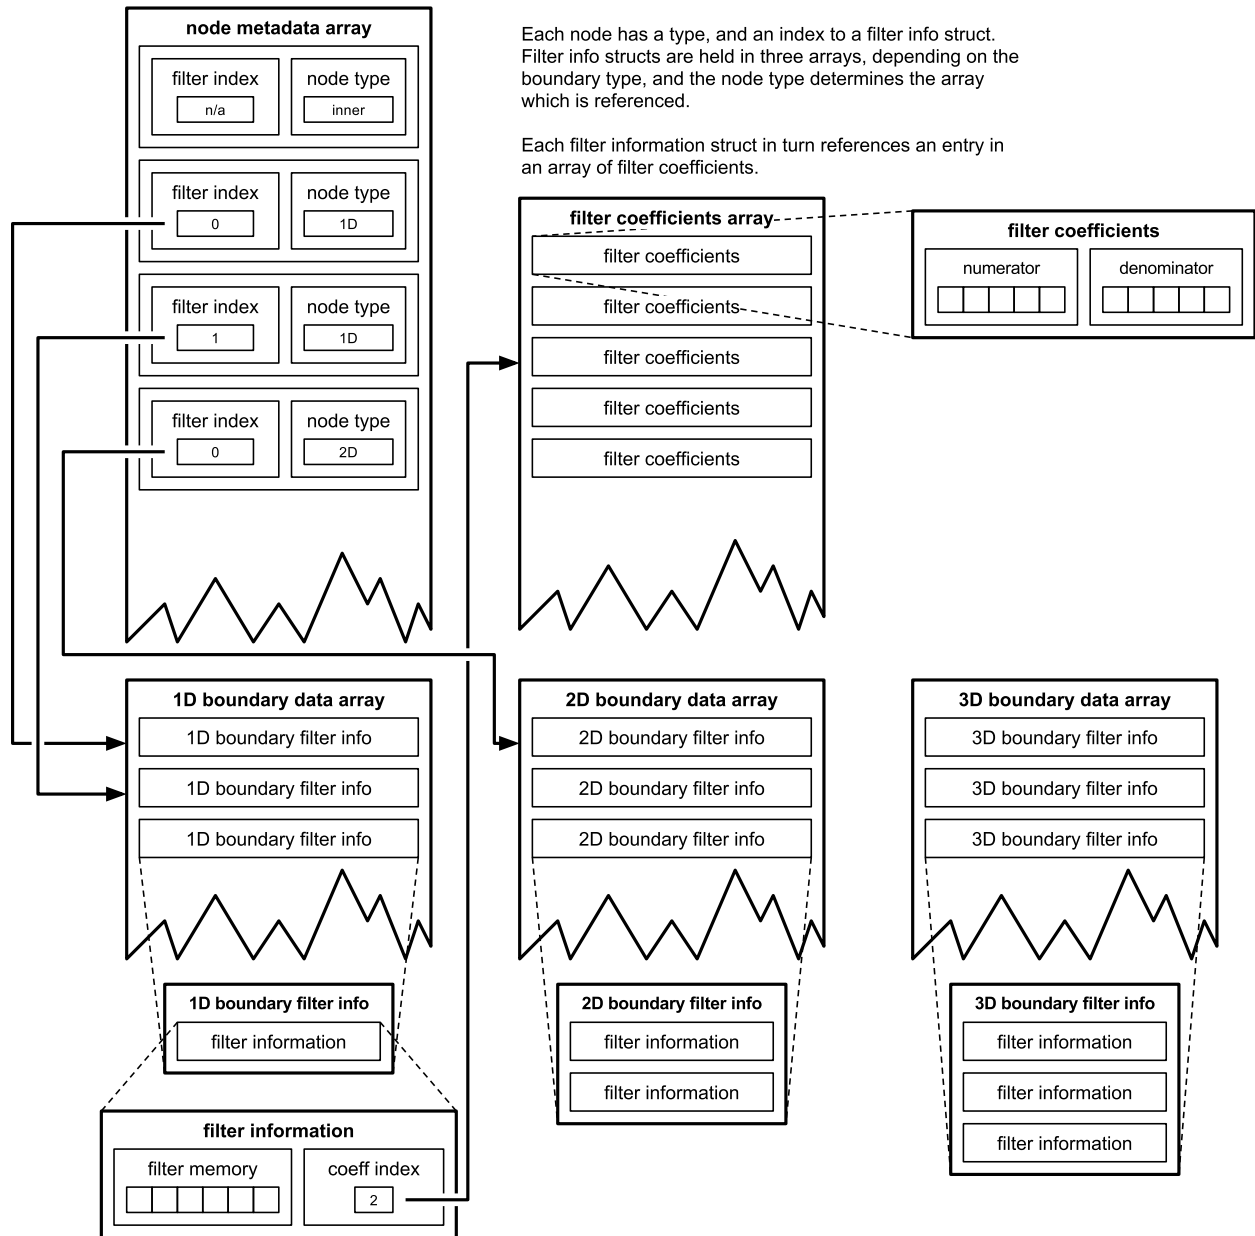 node metadata array
filter index
n/a
node type
inner
filter index
0
node type
1D
filter index
1
node type
1D
filter index
0
node type
2D
Each node has a type, and an index to a filter info struct.
Filter info structs are held in three arrays, depending on the
boundary type, and the node type determines the array
which is referenced.
Each filter information struct in turn references an entry in
an array of filter coefficients.
filter coefficients array
filter coefficients
filter coefficients
filter coefficients
filter coefficients
filter coefficients
filter coefficients
numerator
denominator
1D boundary data array
1D boundary filter info
1D boundary filter info
1D boundary filter info
1D boundary filter info
filter information
filter information
filter memory
coeff index
2
2D boundary data array
2D boundary filter info
2D boundary filter info
2D boundary filter info
2D boundary filter info
filter information
filter information
3D boundary data array
3D boundary filter info
3D boundary filter info
3D boundary filter info
3D boundary filter info
filter information
filter information
filter information